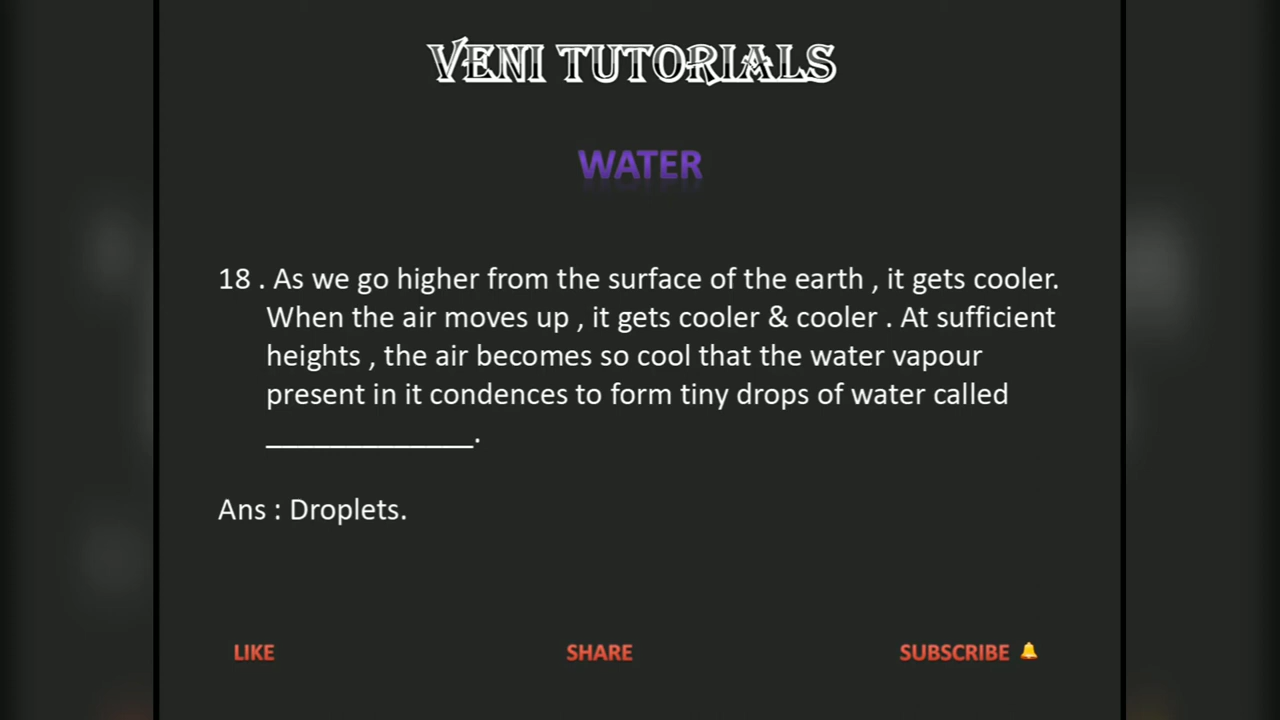 VENI TUTORIALS
WATER
18 . As we go higher from the surface of the earth , it gets cooler.
When the air moves up , it gets cooler & cooler . At sufficient
heights , the air becomes so cool that the water vapour
present in it condences to form tiny drops of water called
_____________.
Ans : Droplets.
LIKE SHARE SUBSCRIBE 🔔